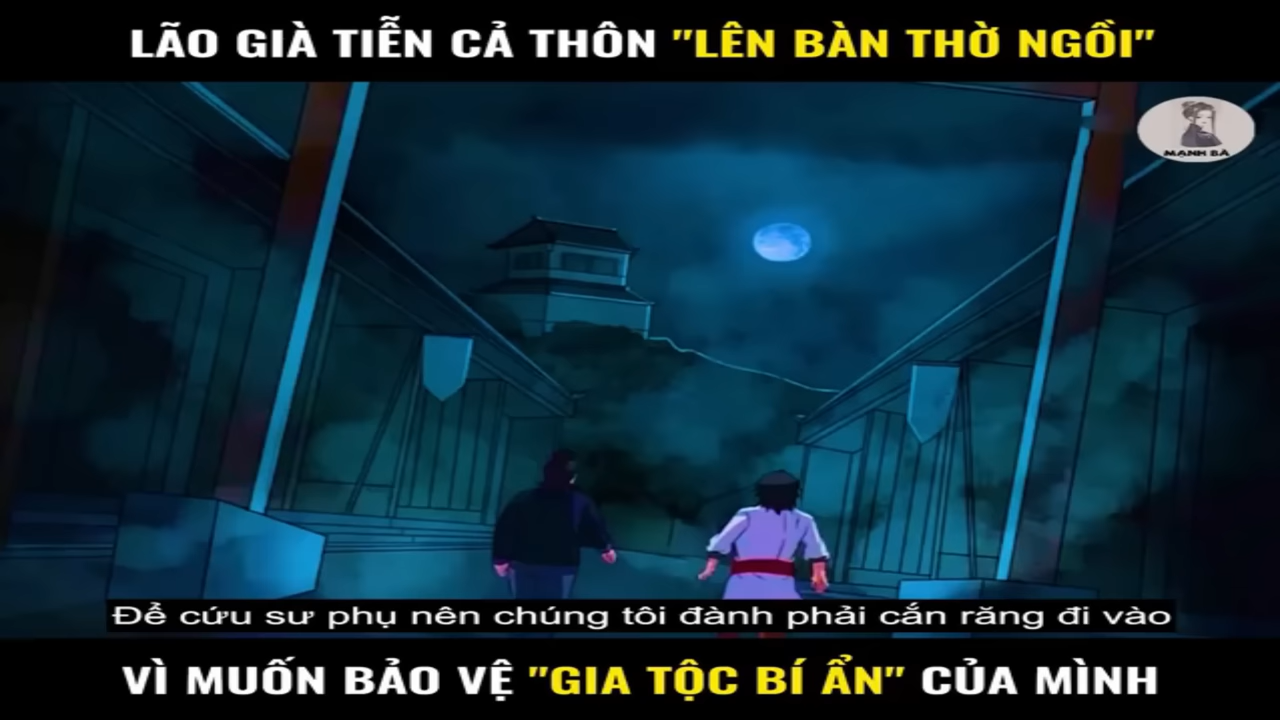 LÃO GIÀ TIỄN CẢ THÔN "LÊN BÀN THỜ NGỒI"
MẠNH BÀ
Để cứu sư phụ nên chúng tôi đành phải cắn răng đi vào
VÌ MUỐN BẢO VỆ "GIA TỘC BÍ ẨN" CỦA MÌNH